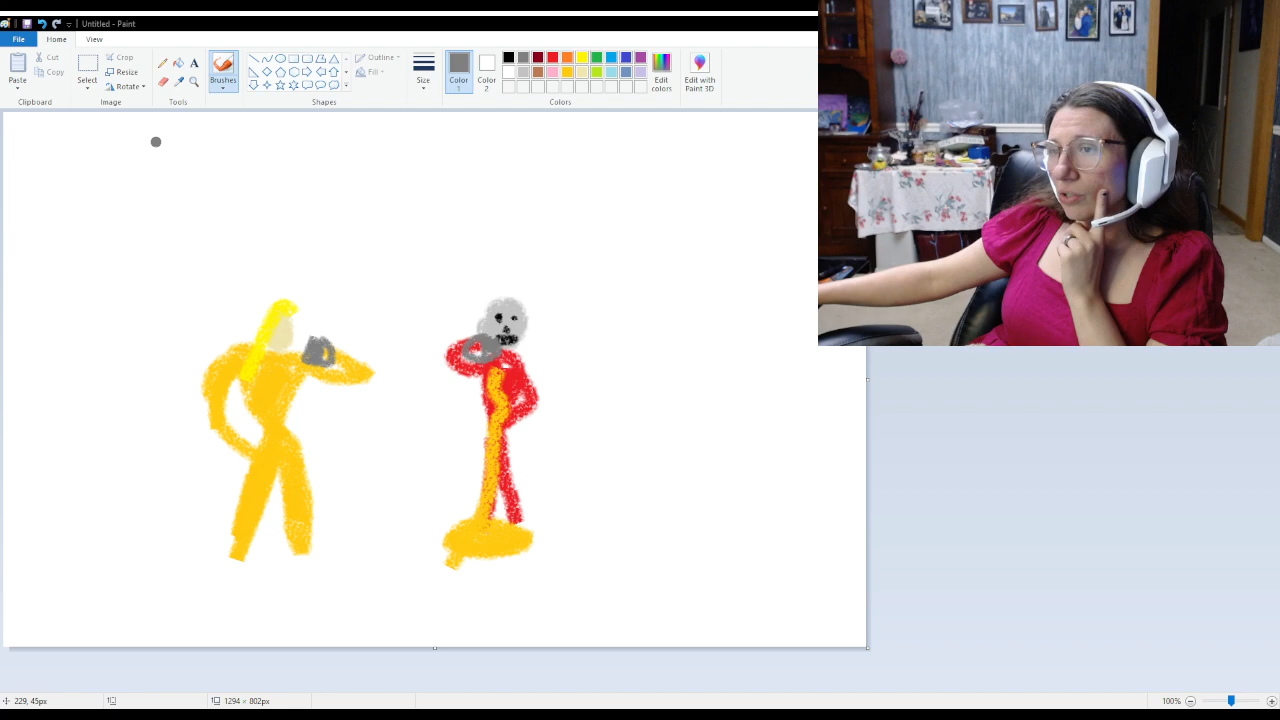 Untitled - Paint
File Home View
Paste
Cut
Copy
Clipboard
Select
Crop
Resize
Rotate
Image
A
Tools
Brushes
Outline
Fill
Shapes
Size
Color 1
Color 2
Edit colors
Colors
Edit with Paint 3D
229, 45px
1294 × 802px
100%